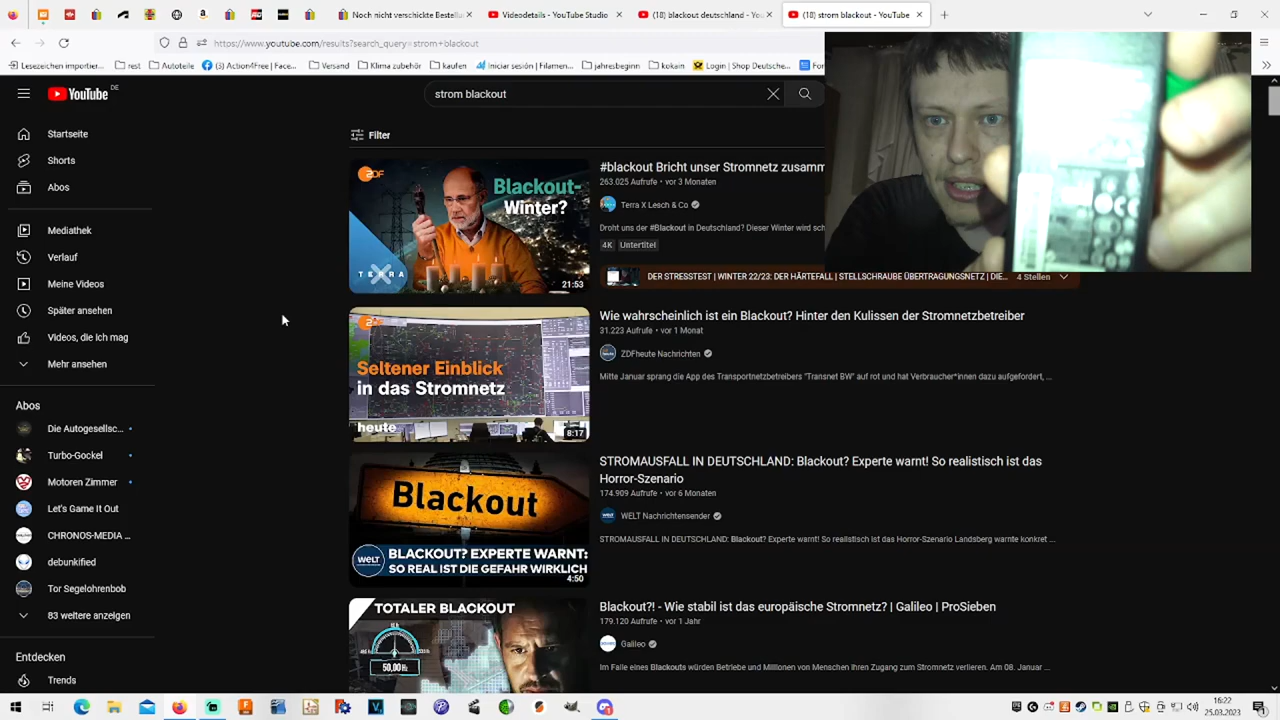 Noch nicht verschickte Bestell
Videodetails - YouTube Studio
(18) blackout deutschland - Yo
(18) strom blackout - YouTube
https://www.youtube.com/results?search_query=strom+blackout
Lesezeichen importier...
rest
Autoteile
(3) Action4Free | Face...
Versand
Klima zubehör
kaufen
Iniciar sesión | Filamen...
jahresbeginn
kokain
Login | Shop Deutsche...
YouTube DE
strom blackout
Filter
Startseite
Shorts
Abos
Mediathek
Verlauf
Meine Videos
Später ansehen
Videos, die ich mag
Mehr ansehen
Abos
Die Autogesellsc...
Turbo-Gockel
Motoren Zimmer
Let's Game It Out
CHRONOS-MEDIA ...
debunkified
Tor Segelohrenbob
83 weitere anzeigen
Entdecken
Trends
ZDF
Blackout-
Winter?
TERRA X
21:53
#blackout Bricht unser Stromnetz zusamm
263.025 Aufrufe • vor 3 Monaten
Terra X Lesch & Co
Droht uns der #Blackout in Deutschland? Dieser Winter wird sch
4K
Untertitel
DER STRESSTEST | WINTER 22/23: DER HÄRTEFALL | STELLSCHRAUBE ÜBERTRAGUNGSNETZ | DIE...
4 Stellen
Seltener Einblick
in das Stromnetz
heute
8:17
Wie wahrscheinlich ist ein Blackout? Hinter den Kulissen der Stromnetzbetreiber
31.223 Aufrufe • vor 1 Monat
ZDFheute Nachrichten
Mitte Januar sprang die App des Transportnetzbetreibers "Transnet BW" auf rot und hat Verbraucher*innen dazu aufgefordert, ...
Blackout
welt
BLACKOUT? EXPERTE WARNT:
SO REAL IST DIE GEFAHR WIRKLICH
4:50
STROMAUSFALL IN DEUTSCHLAND: Blackout? Experte warnt! So realistisch ist das
Horror-Szenario
174.909 Aufrufe • vor 6 Monaten
WELT Nachrichtensender
STROMAUSFALL IN DEUTSCHLAND: Blackout? Experte warnt! So realistisch ist das Horror-Szenario Landsberg warnte konkret ...
TOTALER BLACKOUT
50,00 Hz
Blackout?! - Wie stabil ist das europäische Stromnetz? | Galileo | ProSieben
179.120 Aufrufe • vor 1 Jahr
Galileo
Im Falle eines Blackouts würden Betriebe und Millionen von Menschen ihren Zugang zum Stromnetz verlieren. Am 08. Januar ...
16:22
25.03.2023